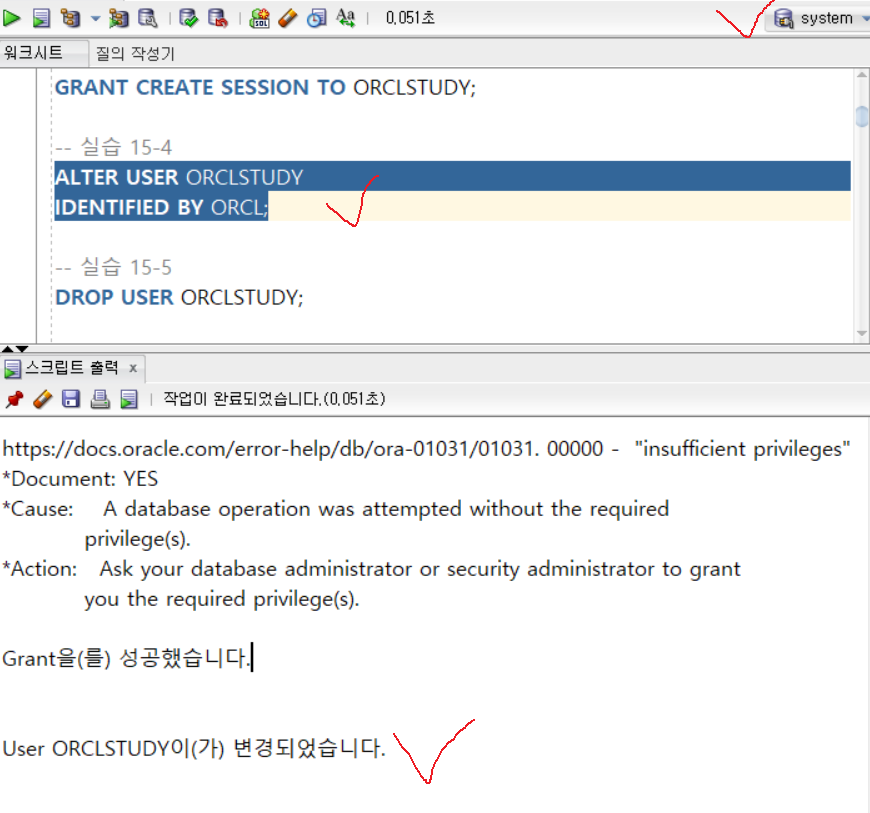 0,051초
system
워크시트 질의 작성기
GRANT CREATE SESSION TO ORCLSTUDY;
-- 실습 15-4
ALTER USER ORCLSTUDY
IDENTIFIED BY ORCL;
-- 실습 15-5
DROP USER ORCLSTUDY;
스크립트 출력 x
작업이 완료되었습니다.(0,051초)
https://docs.oracle.com/error-help/db/ora-01031/01031. 00000 - "insufficient privileges"
*Document: YES
*Cause: A database operation was attempted without the required
privilege(s).
*Action: Ask your database administrator or security administrator to grant
you the required privilege(s).
Grant을(를) 성공했습니다.
User ORCLSTUDY이(가) 변경되었습니다.